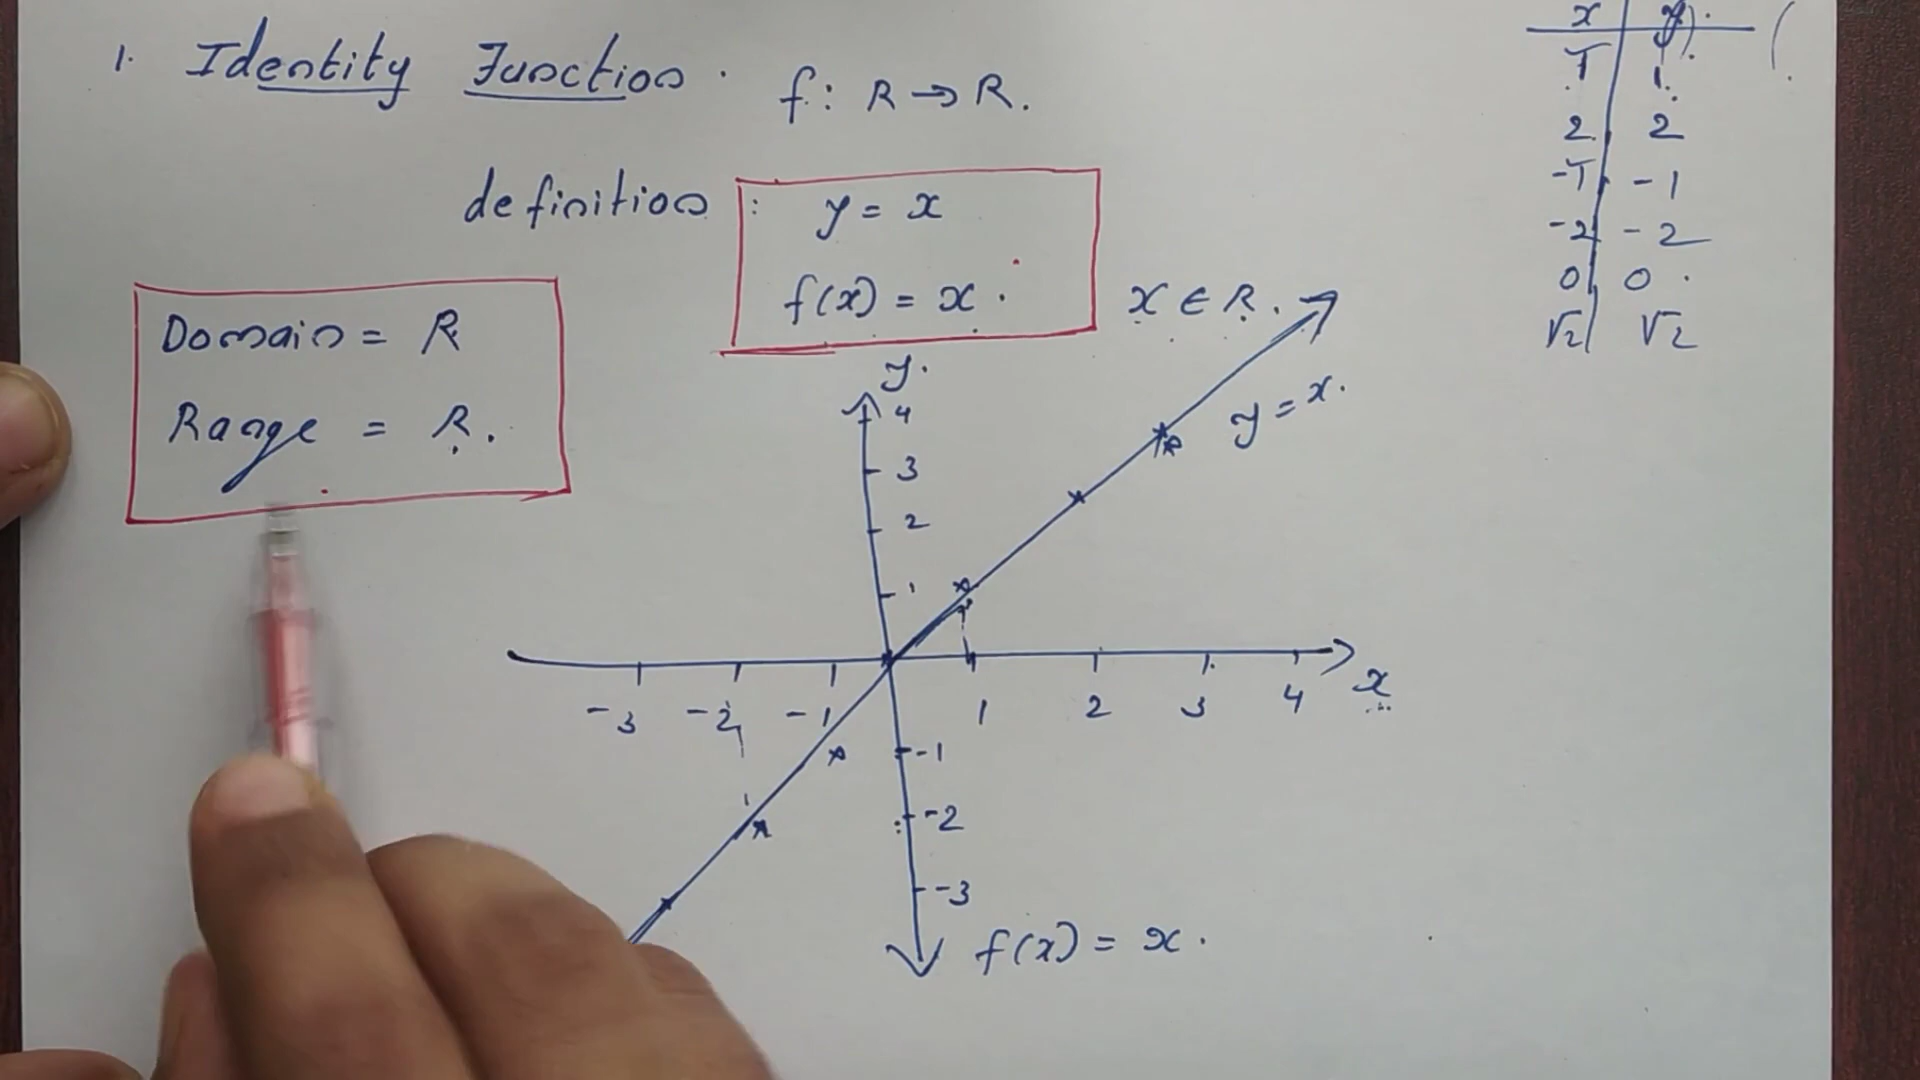 1. Identity Function. f: R → R.
definition : y = x
f(x) = x . x ∈ R.
Domain = R
Range = R.
x y
1 1
2 2
-1 -1
-2 -2
0 0
√2 √2
y
4
3
2
1
y = x.
-3 -2 -1 1 2 3 4 x
-1
-2
-3
f(x) = x .